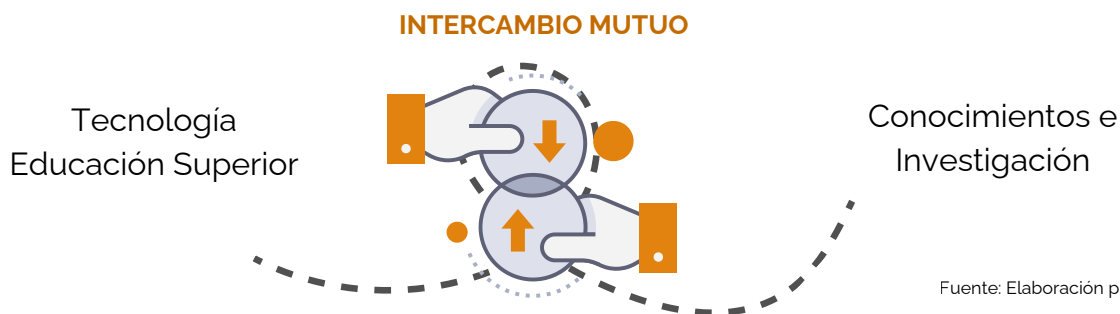 INTERCAMBIO MUTUO
Tecnología
Educación Superior
Conocimientos e
Investigación
Fuente: Elaboración p